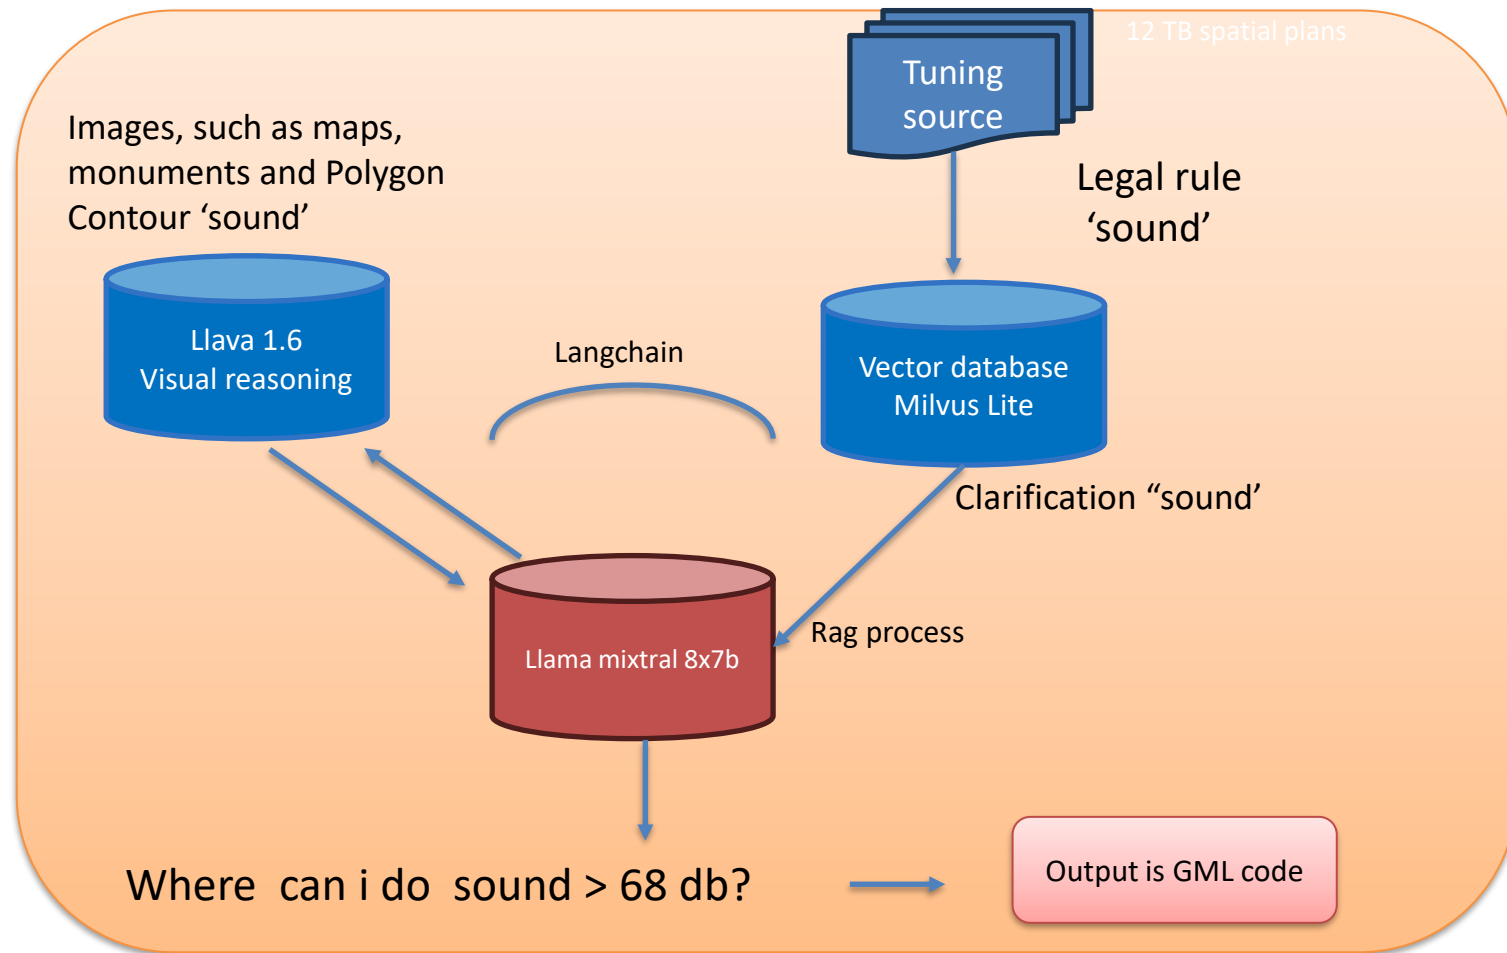 12 TB spatial plans
Tuning
source
Images, such as maps,
monuments and Polygon
Contour ‘sound’
Legal rule
‘sound’
Llava 1.6
Visual reasoning
Langchain
Vector database
Milvus Lite
Clarification “sound’
Rag process
Llama mixtral 8x7b
Where can i do sound > 68 db?
Output is GML code